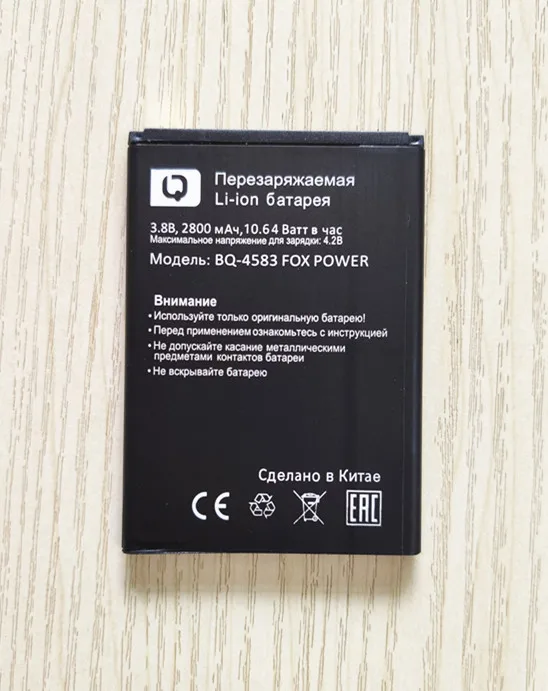 Перезаряжаемая
Li-ion батарея
3.8В, 2800 мАч,10.64 Ватт в час
Максимальное напряжение для зарядки: 4.2В
Модель: BQ-4583 FOX POWER
Внимание
• Используйте только оригинальную батарею!
• Перед применением ознакомьтесь с инструкцией
• Не допускайте касание металлическими
предметами контактов батареи
• Не вскрывайте батарею
Сделано в Китае
CE EAC